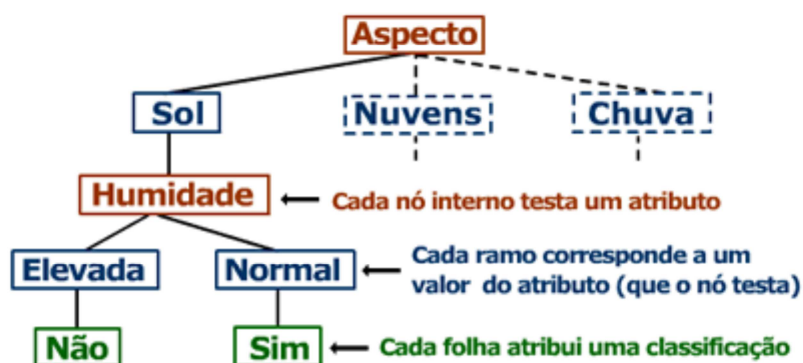 Aspecto
Sol Nuvens Chuva
Humidade Cada nó interno testa um atributo
Elevada Normal Cada ramo corresponde a um
valor do atributo (que o nó testa)
Não Sim Cada folha atribui uma classificação